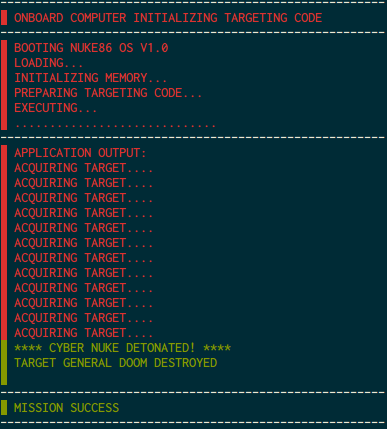 ONBOARD COMPUTER INITIALIZING TARGETING CODE
BOOTING NUKE86 OS V1.0
LOADING...
INITIALIZING MEMORY...
PREPARING TARGETING CODE...
EXECUTING...
.............................
APPLICATION OUTPUT:
ACQUIRING TARGET....
ACQUIRING TARGET....
ACQUIRING TARGET....
ACQUIRING TARGET....
ACQUIRING TARGET....
ACQUIRING TARGET....
ACQUIRING TARGET....
ACQUIRING TARGET....
ACQUIRING TARGET....
ACQUIRING TARGET....
ACQUIRING TARGET....
ACQUIRING TARGET....
**** CYBER NUKE DETONATED! ****
TARGET GENERAL DOOM DESTROYED
MISSION SUCCESS